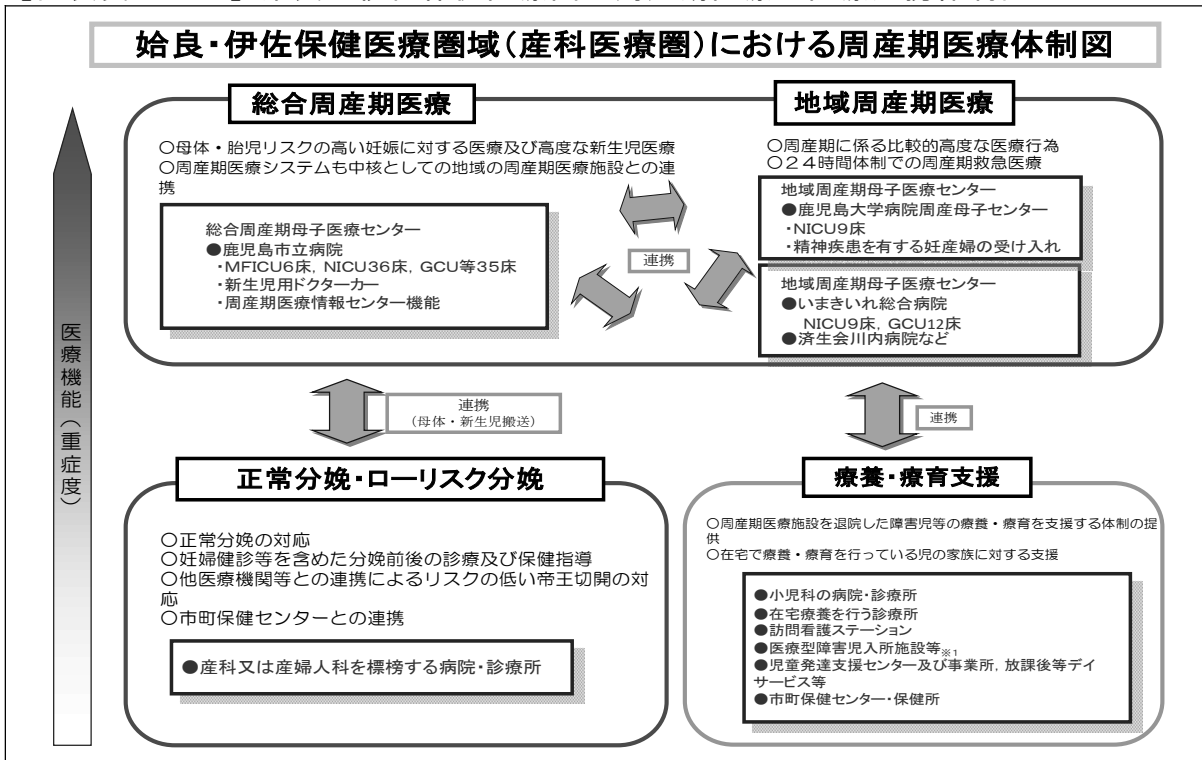 姶良・伊佐保健医療圏域（産科医療圏）における周産期医療体制図
医療機能（重症度）
総合周産期医療
○母体・胎児リスクの高い妊娠に対する医療及び高度な新生児医療
○周産期医療システムも中核としての地域の周産期医療施設との連
携
総合周産期母子医療センター
●鹿児島市立病院
・MFICU6床，NICU36床，GCU等35床
・新生児用ドクターカー
・周産期医療情報センター機能
連携
地域周産期医療
○周産期に係る比較的高度な医療行為
○２４時間体制での周産期救急医療
地域周産期母子医療センター
●鹿児島大学病院周産母子センター
・NICU9床
・精神疾患を有する妊産婦の受け入れ
地域周産期母子医療センター
●いまきいれ総合病院
NICU9床，GCU12床
●済生会川内病院など
連携
（母体・新生児搬送）
連携
正常分娩・ローリスク分娩
○正常分娩の対応
○妊婦健診等を含めた分娩前後の診療及び保健指導
○他医療機関等との連携によるリスクの低い帝王切開の対
応
○市町保健センターとの連携
●産科又は産婦人科を標榜する病院・診療所
療養・療育支援
○周産期医療施設を退院した障害児等の療養・療育を支援する体制の提
供
○在宅で療養・療育を行っている児の家族に対する支援
●小児科の病院・診療所
●在宅療養を行う診療所
●訪問看護ステーション
●医療型障害児入所施設等※1
●児童発達支援センター及び事業所，放課後等デイ
サービス等
●市町保健センター・保健所